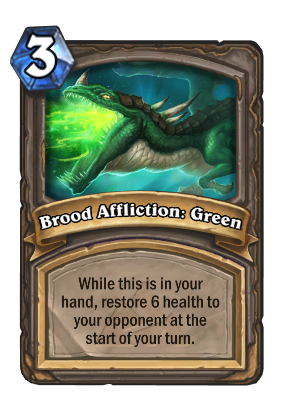 3
Brood Affliction: Green
While this is in your
hand, restore 6 health to
your opponent at the
start of your turn.